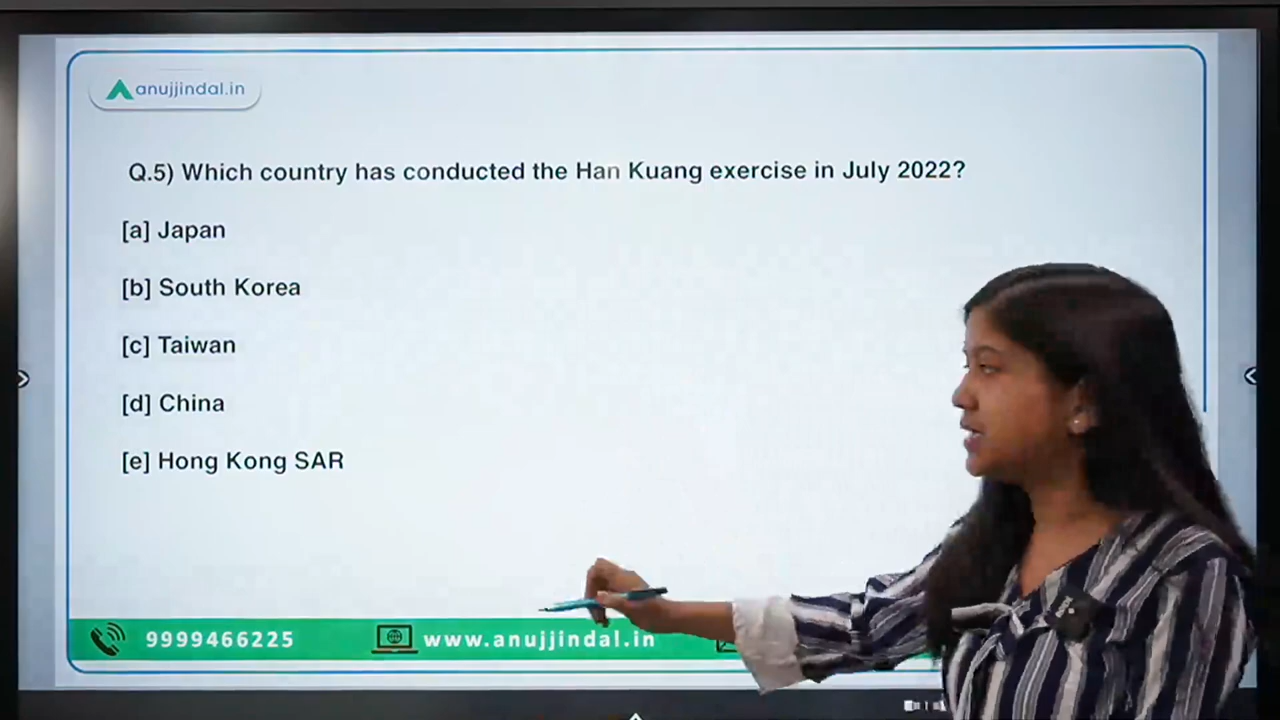 anujjindal.in
Q.5) Which country has conducted the Han Kuang exercise in July 2022?
[a] Japan
[b] South Korea
[c] Taiwan
[d] China
[e] Hong Kong SAR
9999466225 www.anujjindal.in